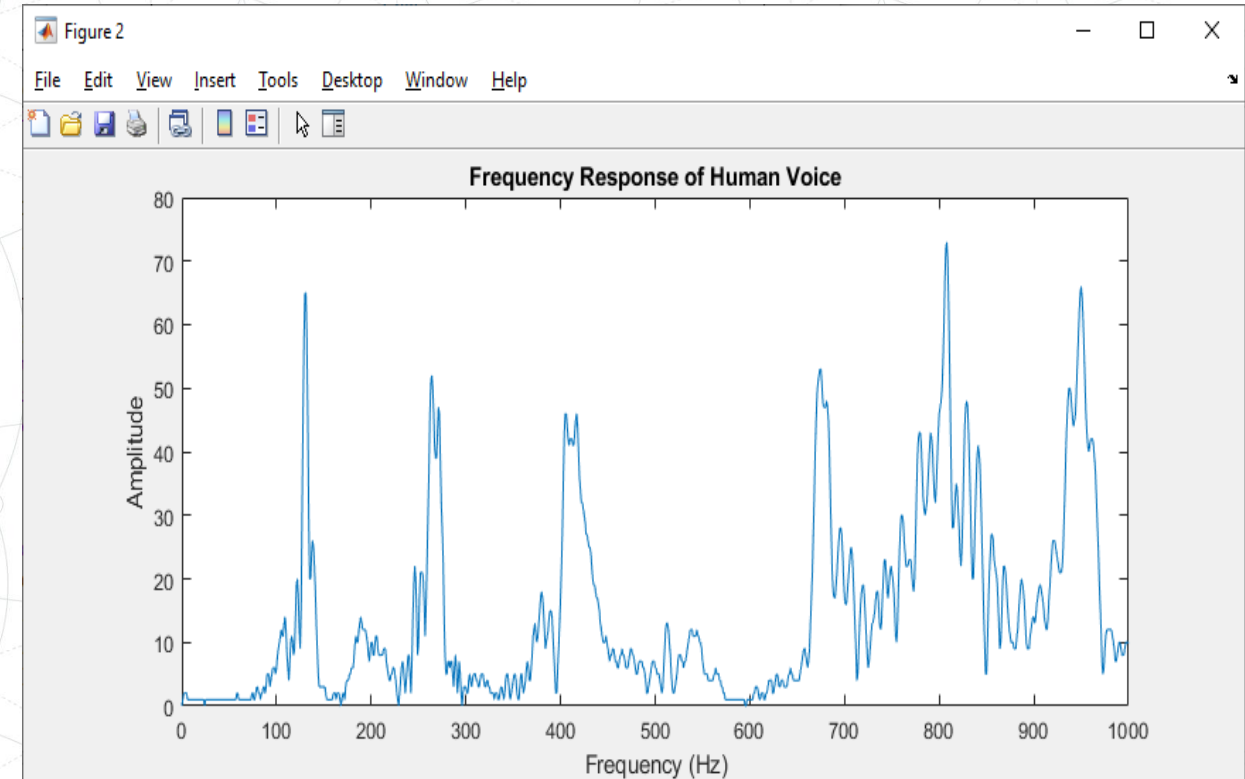 Figure 2
File Edit View Insert Tools Desktop Window Help
Frequency Response of Human Voice
80
70
60
50
40
30
20
10
0
Amplitude
0 100 200 300 400 500 600 700 800 900 1000
Frequency (Hz)